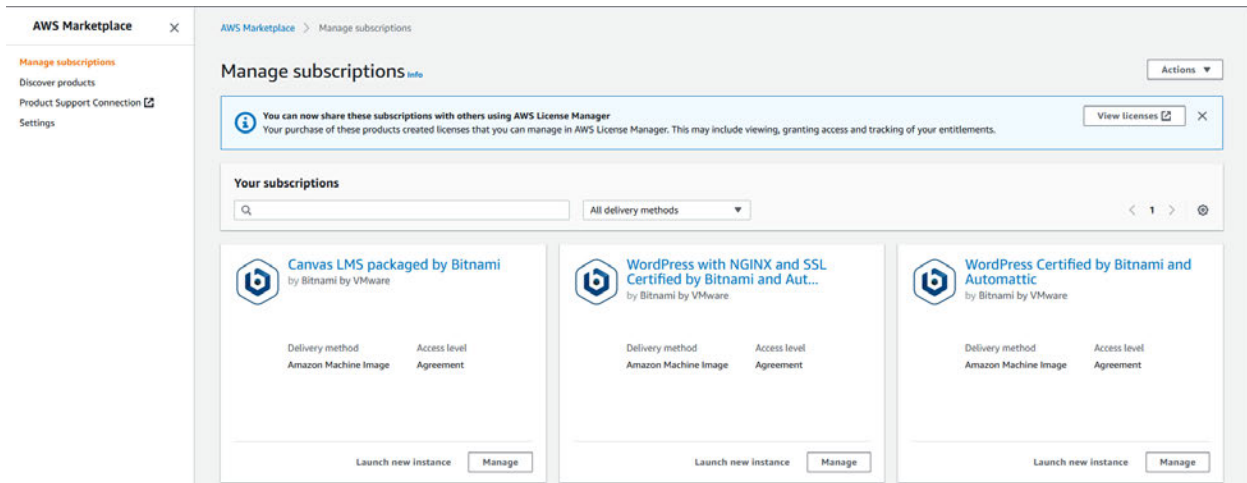 AWS Marketplace
Manage subscriptions
Discover products
Product Support Connection
Settings
AWS Marketplace > Manage subscriptions
Manage subscriptions Info
Actions
You can now share these subscriptions with others using AWS License Manager
Your purchase of these products created licenses that you can manage in AWS License Manager. This may include viewing, granting access and tracking of your entitlements.
View licenses
Your subscriptions
All delivery methods
< 1 >
Canvas LMS packaged by Bitnami
by Bitnami by VMware
Delivery method Access level
Amazon Machine Image Agreement
Launch new instance Manage
WordPress with NGINX and SSL
Certified by Bitnami and Aut...
by Bitnami by VMware
Delivery method Access level
Amazon Machine Image Agreement
Launch new instance Manage
WordPress Certified by Bitnami and
Automattic
by Bitnami by VMware
Delivery method Access level
Amazon Machine Image Agreement
Launch new instance Manage